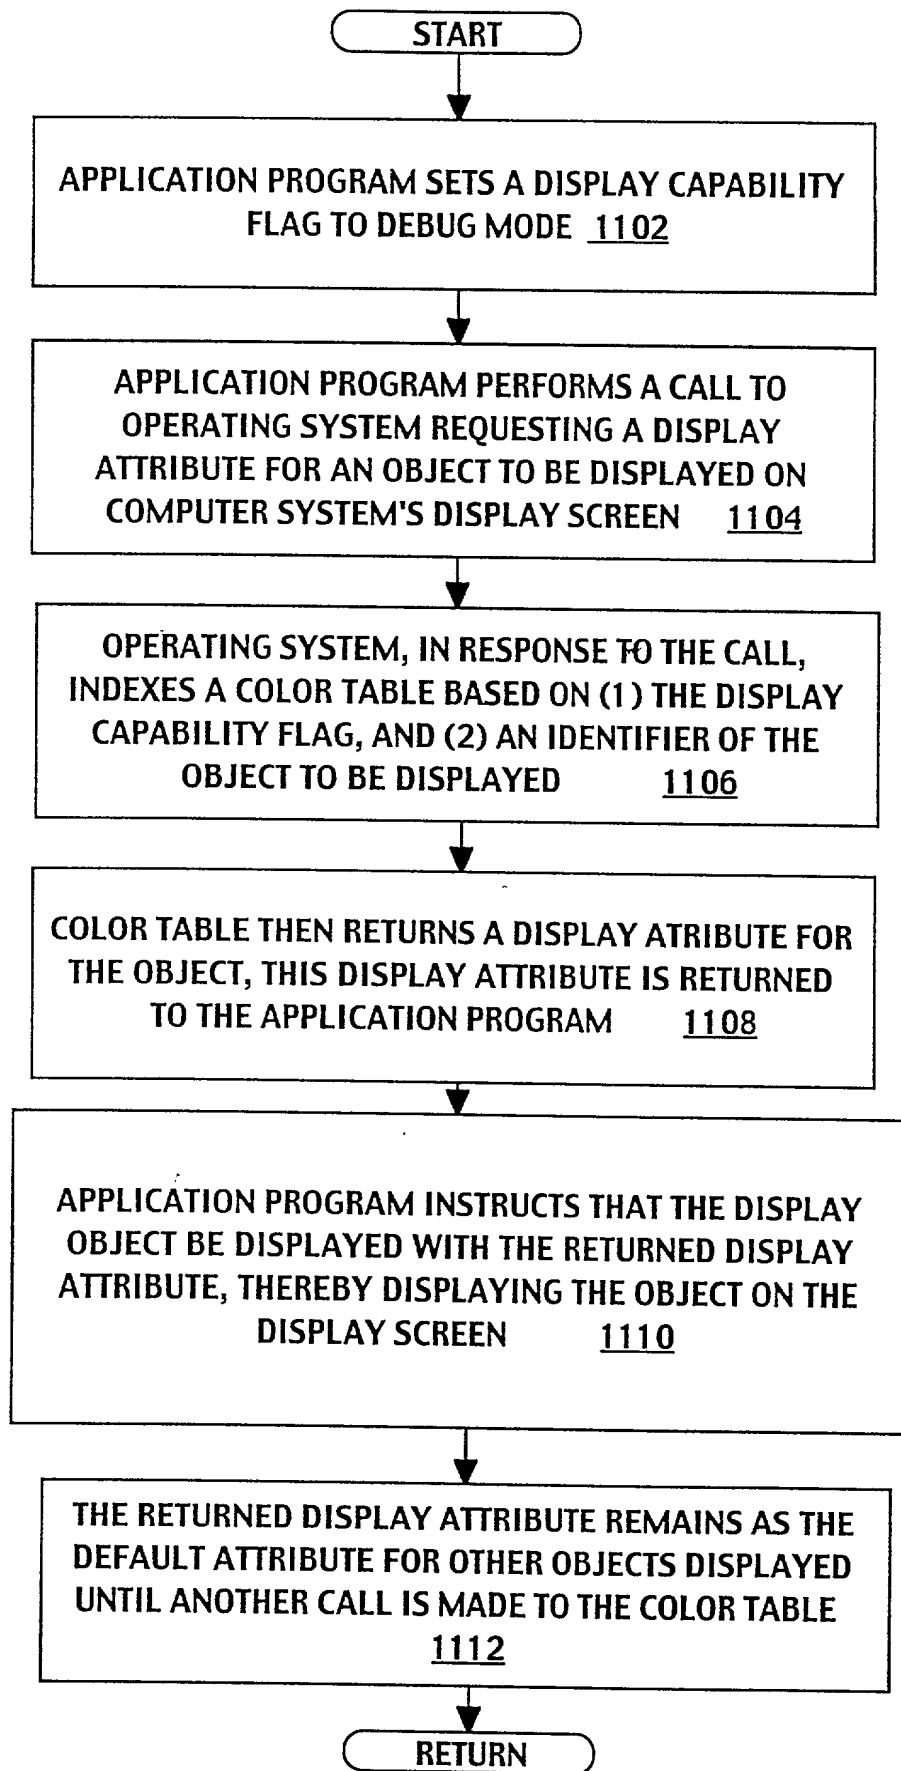 START
APPLICATION PROGRAM SETS A DISPLAY CAPABILITY
FLAG TO DEBUG MODE 1102
APPLICATION PROGRAM PERFORMS A CALL TO
OPERATING SYSTEM REQUESTING A DISPLAY
ATTRIBUTE FOR AN OBJECT TO BE DISPLAYED ON
COMPUTER SYSTEM'S DISPLAY SCREEN 1104
OPERATING SYSTEM, IN RESPONSE TO THE CALL,
INDEXES A COLOR TABLE BASED ON (1) THE DISPLAY
CAPABILITY FLAG, AND (2) AN IDENTIFIER OF THE
OBJECT TO BE DISPLAYED 1106
COLOR TABLE THEN RETURNS A DISPLAY ATRIBUTE FOR
THE OBJECT, THIS DISPLAY ATTRIBUTE IS RETURNED
TO THE APPLICATION PROGRAM 1108
APPLICATION PROGRAM INSTRUCTS THAT THE DISPLAY
OBJECT BE DISPLAYED WITH THE RETURNED DISPLAY
ATTRIBUTE, THEREBY DISPLAYING THE OBJECT ON THE
DISPLAY SCREEN 1110
THE RETURNED DISPLAY ATTRIBUTE REMAINS AS THE
DEFAULT ATTRIBUTE FOR OTHER OBJECTS DISPLAYED
UNTIL ANOTHER CALL IS MADE TO THE COLOR TABLE
1112
RETURN